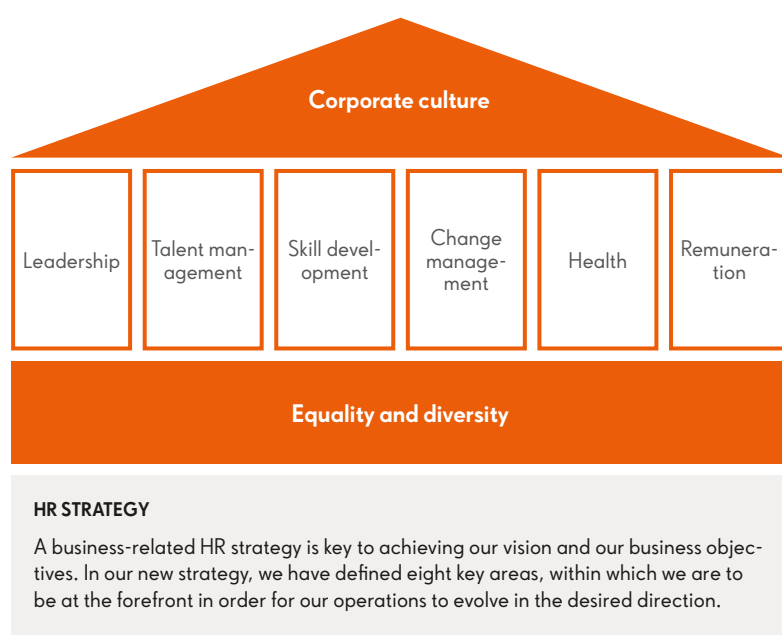 Corporate culture
Leadership
Talent man-
agement
Skill devel-
opment
Change
manage-
ment
Health
Remunera-
tion
Equality and diversity
HR STRATEGY
A business-related HR strategy is key to achieving our vision and our business objec-
tives. In our new strategy, we have defined eight key areas, within which we are to
be at the forefront in order for our operations to evolve in the desired direction.